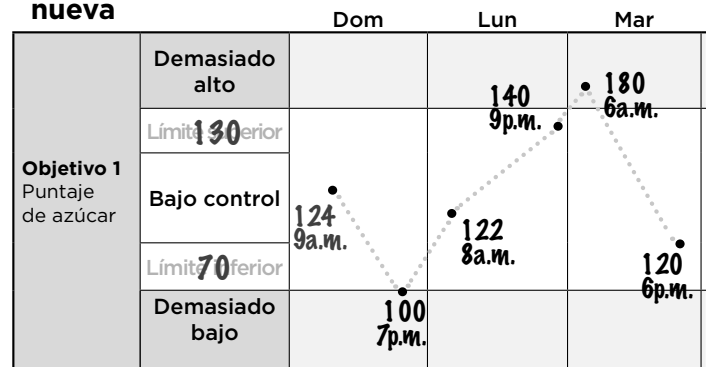 nueva
Dom Lun Mar
Demasiado
alto
Límite superior
130
Objetivo 1
Puntaje
de azúcar
Bajo control
Límite inferior
70
Demasiado
bajo
124
9a.m.
100
7p.m.
122
8a.m.
140
9p.m.
180
6a.m.
120
6p.m.